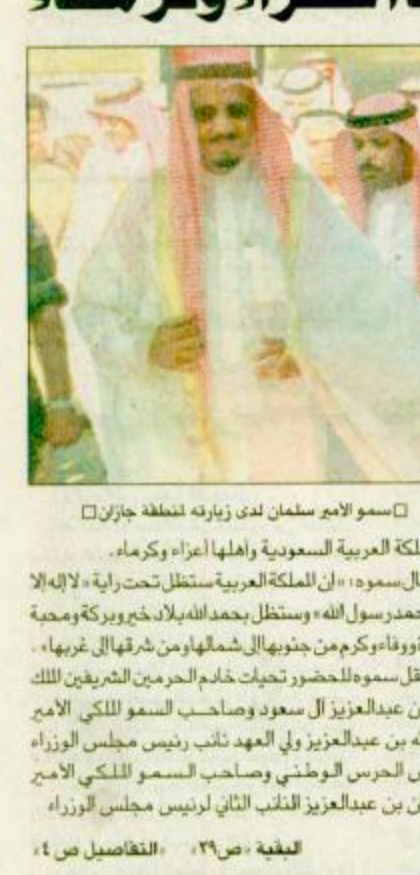 □ سمو الأمير سلمان لدى زيارته لمنطقة جازان □
لكة العربية السعودية وأهلها أعزاء وكرماء.
ال سموه: «ان المملكة العربية ستظل تحت راية «لا إله إلا
حمد رسول الله» وستظل بحمد الله بلاد خير وبركة ومحبة
ووفاء وكرم من جنوبها إلى شمالها ومن شرقها إلى غربها».
قل سموه للحضور تحيات خادم الحرمين الشريفين الملك
ن عبدالعزيز آل سعود وصاحب السمو الملكي الأمير
له بن عبدالعزيز ولي العهد نائب رئيس مجلس الوزراء
س الحرس الوطني وصاحب السمو الملكي الأمير
ن بن عبدالعزيز النائب الثاني لرئيس مجلس الوزراء
البقية «ص٢٩» «التفاصيل ص ٤»